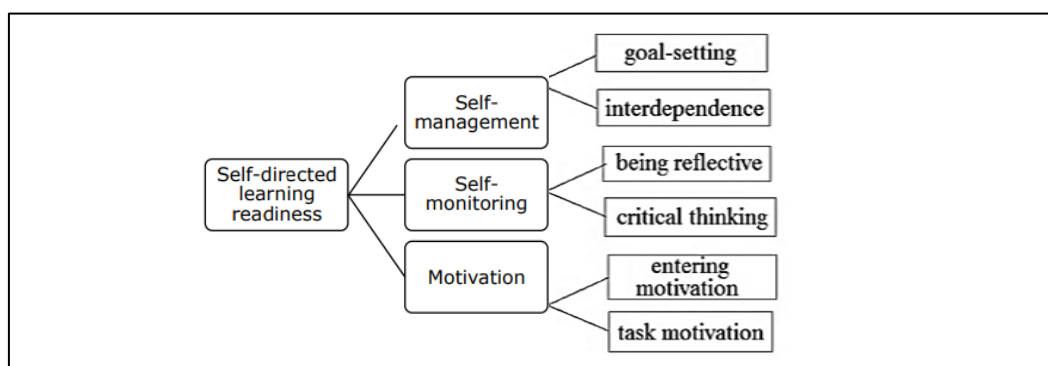 Self-directed
learning
readiness
Self-
management
goal-setting
interdependence
Self-
monitoring
being reflective
critical thinking
Motivation
entering
motivation
task motivation